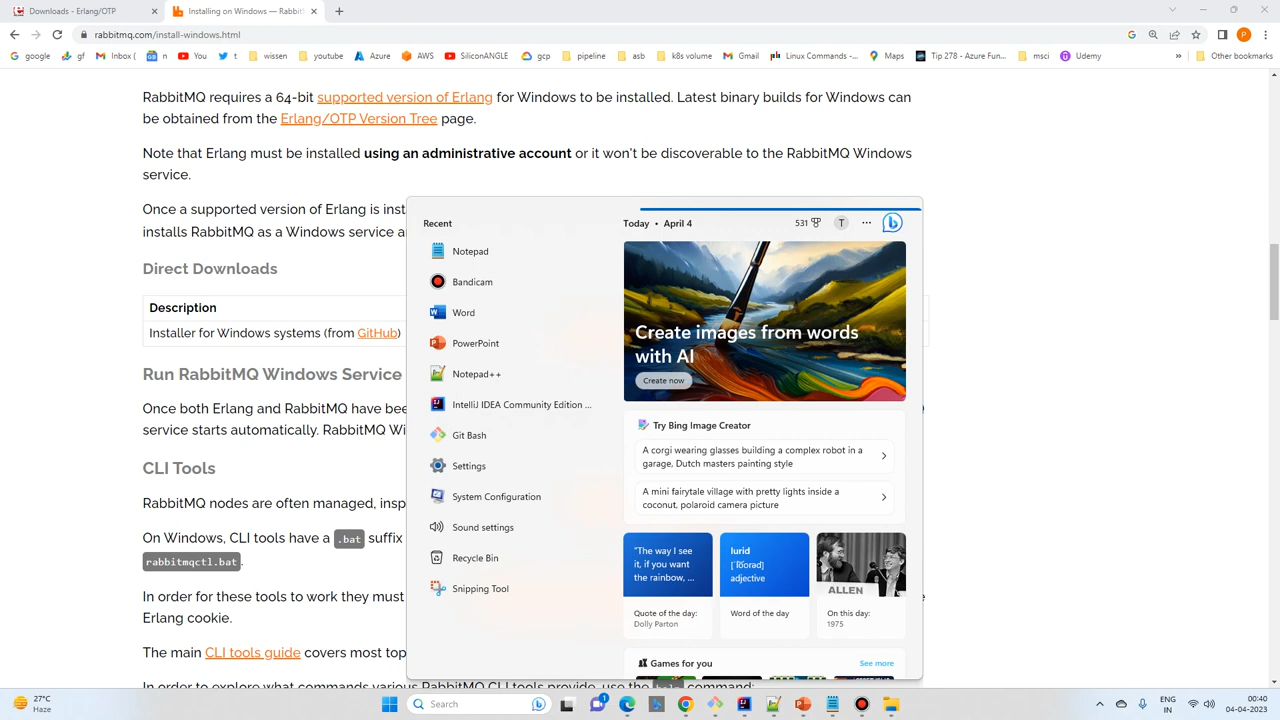 Downloads - Erlang/OTP
Installing on Windows — Rabbit
rabbitmq.com/install-windows.html
P
google
gf
Inbox (
n
You
t
wissen
youtube
Azure
AWS
SiliconANGLE
gcp
pipeline
asb
k8s volume
Gmail
Linux Commands -...
Maps
Tip 278 - Azure Fun...
msci
Udemy
»
Other bookmarks
RabbitMQ requires a 64-bit supported version of Erlang for Windows to be installed. Latest binary builds for Windows can
be obtained from the Erlang/OTP Version Tree page.
Note that Erlang must be installed using an administrative account or it won't be discoverable to the RabbitMQ Windows
service.
Once a supported version of Erlang is inst
installs RabbitMQ as a Windows service a
Direct Downloads
Description
Installer for Windows systems (from GitHub)
Run RabbitMQ Windows Service
Once both Erlang and RabbitMQ have bee
service starts automatically. RabbitMQ Wi
CLI Tools
RabbitMQ nodes are often managed, insp
On Windows, CLI tools have a .bat suffix
rabbitmqctl.bat.
In order for these tools to work they must
Erlang cookie.
The main CLI tools guide covers most top
In order to explore what commands various RabbitMQ CLI tools provide, use the help command:
Recent
Notepad
Bandicam
Word
PowerPoint
Notepad++
IntelliJ IDEA Community Edition ...
Git Bash
Settings
System Configuration
Sound settings
Recycle Bin
Snipping Tool
Today • April 4
531
T
Create images from words
with AI
Create now
Try Bing Image Creator
A corgi wearing glasses building a complex robot in a
garage, Dutch masters painting style
A mini fairytale village with pretty lights inside a
coconut, polaroid camera picture
"The way I see
it, if you want
the rainbow, ...
Quote of the day:
Dolly Parton
lurid
[ˈlo͝orəd]
adjective
Word of the day
ALLEN
On this day:
1975
Games for you
See more
27°C
Haze
Search
1
ENG
IN
00:40
04-04-2023